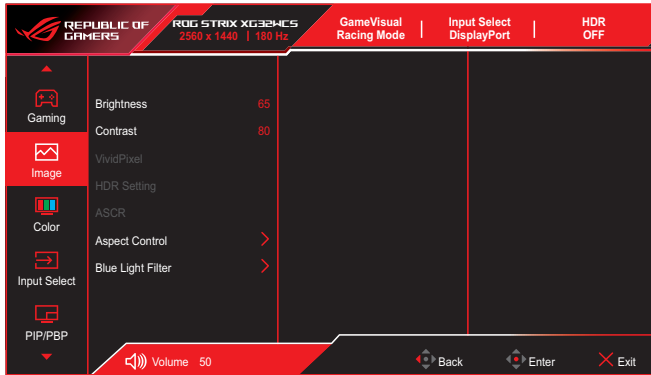 REPUBLIC OF
GAMERS
ROG STRIX XG32WCS
2560 x 1440 | 180 Hz
GameVisual
Racing Mode
Input Select
DisplayPort
HDR
OFF
Gaming
Image
Color
Input Select
PIP/PBP
Brightness 65
Contrast 80
VividPixel
HDR Setting
ASCR
Aspect Control
Blue Light Filter
Volume 50
Back
Enter
Exit